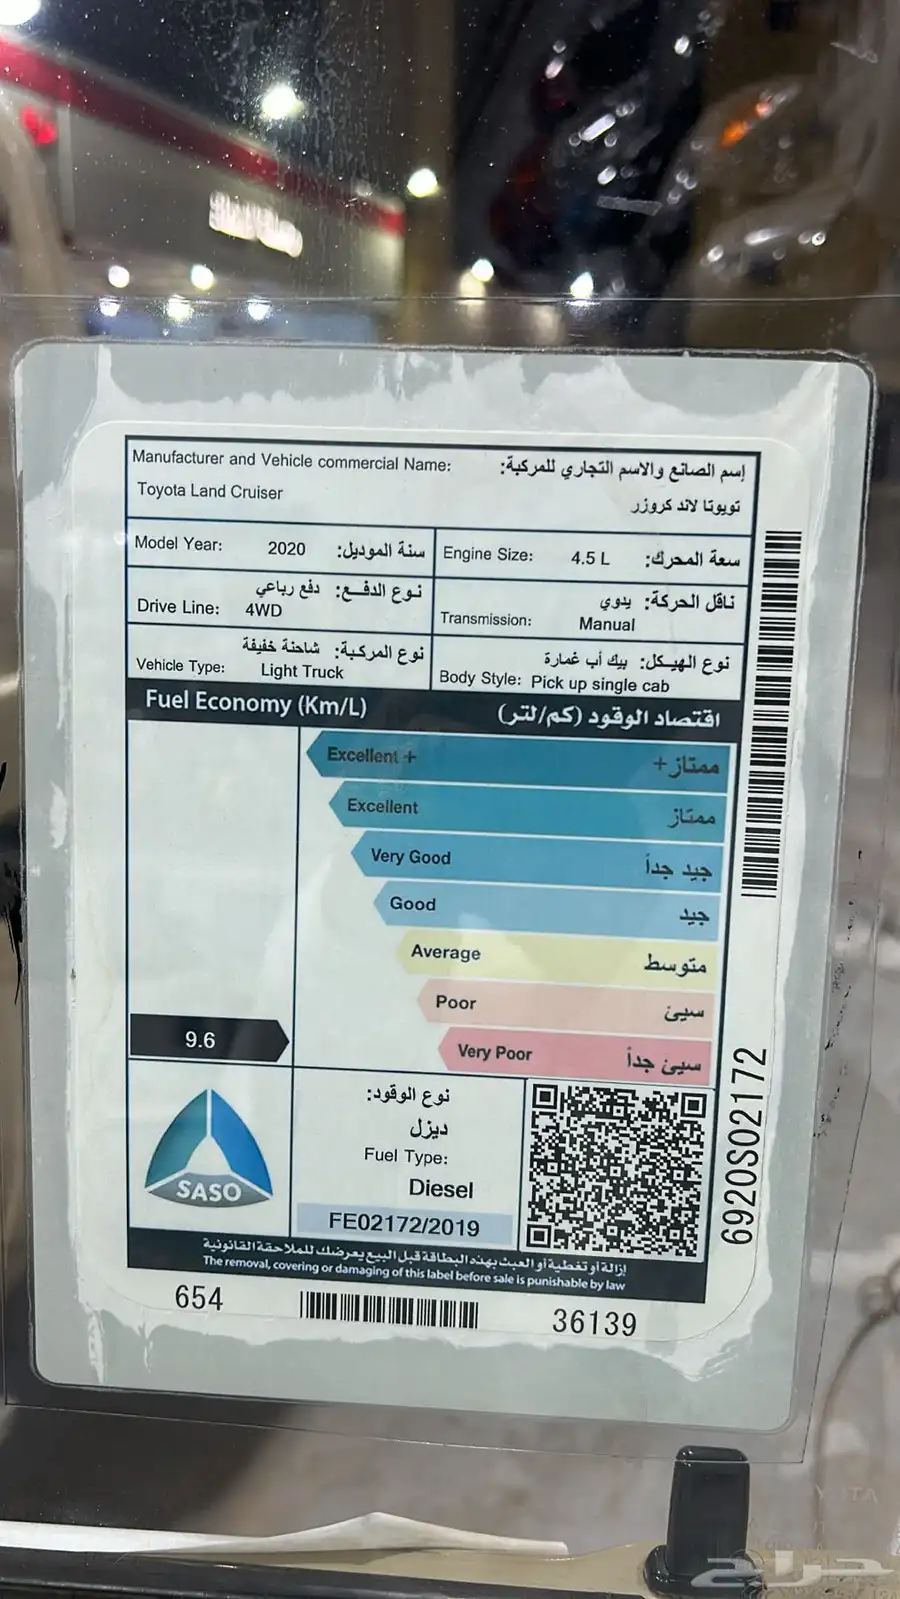 Manufacturer and Vehicle commercial Name: إسم الصانع والاسم التجاري للمركبة:
Toyota Land Cruiser تويوتا لاند كروزر
Model Year: 2020 سنة الموديل:
Engine Size: 4.5 L سعة المحرك:
نوع الدفع: دفع رباعي
Drive Line: 4WD
ناقل الحركة: يدوي
Transmission: Manual
نوع المركبة: شاحنة خفيفة
Vehicle Type: Light Truck
نوع الهيكل: بيك أب غمارة
Body Style: Pick up single cab
Fuel Economy (Km/L) اقتصاد الوقود (كم/لتر)
Excellent + ممتاز +
Excellent ممتاز
Very Good جيد جداً
Good جيد
Average متوسط
Poor سيئ
Very Poor سيئ جداً
9.6
SASO
نوع الوقود:
ديزل
Fuel Type:
Diesel
FE02172/2019
إزالة أو تغطية أو العبث بهذه البطاقة قبل البيع يعرضك للملاحقة القانونية
The removal, covering or damaging of this label before sale is punishable by law
654 36139
6920S02172
حراج